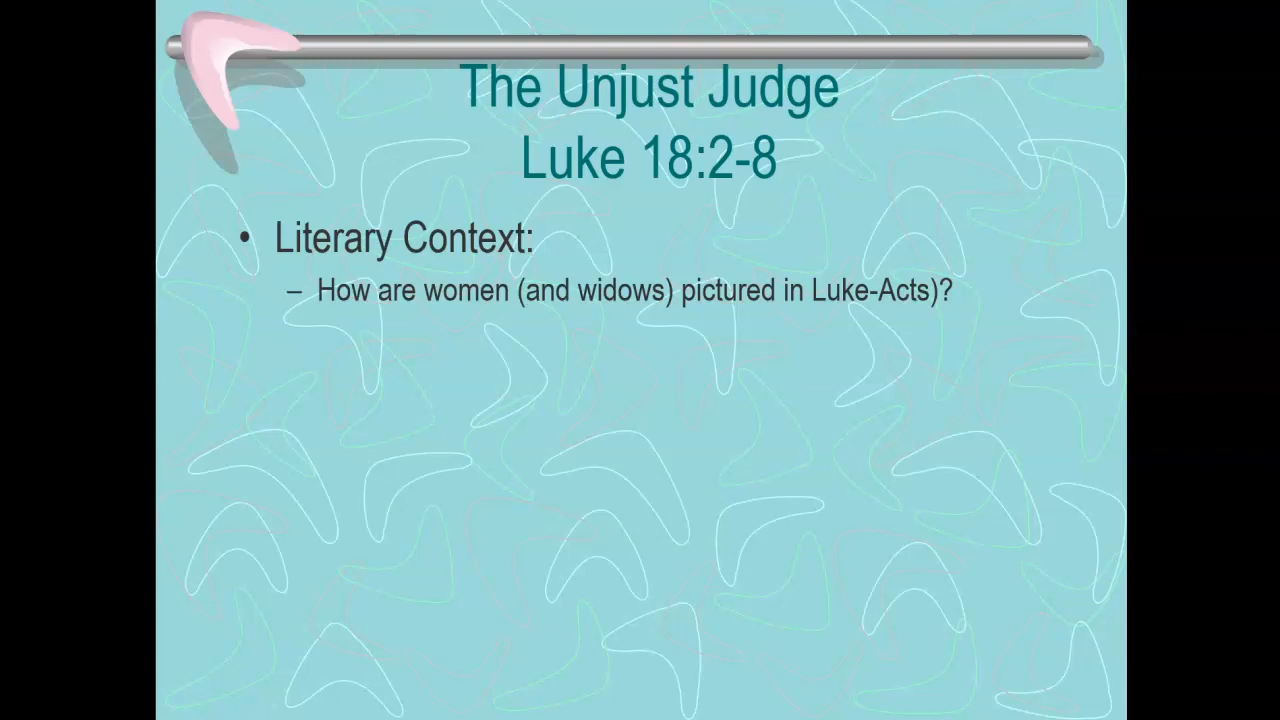 The Unjust Judge
Luke 18:2-8
• Literary Context:
– How are women (and widows) pictured in Luke-Acts)?